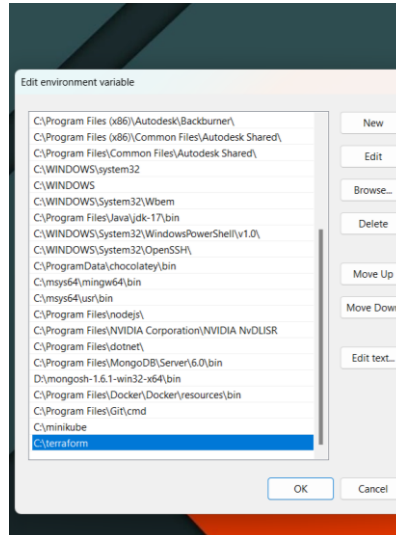 Edit environment variable
C:\Program Files (x86)\Autodesk\Backburner\
C:\Program Files (x86)\Common Files\Autodesk Shared\
C:\Program Files\Common Files\Autodesk Shared\
C:\WINDOWS\system32
C:\WINDOWS
C:\WINDOWS\System32\Wbem
C:\Program Files\Java\jdk-17\bin
C:\WINDOWS\System32\WindowsPowerShell\v1.0\
C:\WINDOWS\System32\OpenSSH\
C:\ProgramData\chocolatey\bin
C:\msys64\mingw64\bin
C:\msys64\usr\bin
C:\Program Files\nodejs\
C:\Program Files\NVIDIA Corporation\NVIDIA NvDLISR
C:\Program Files\dotnet\
C:\Program Files\MongoDB\Server\6.0\bin
D:\mongosh-1.6.1-win32-x64\bin
C:\Program Files\Docker\Docker\resources\bin
C:\Program Files\Git\cmd
C:\minikube
C:\terraform
New
Edit
Browse...
Delete
Move Up
Move Down
Edit text...
OK
Cancel